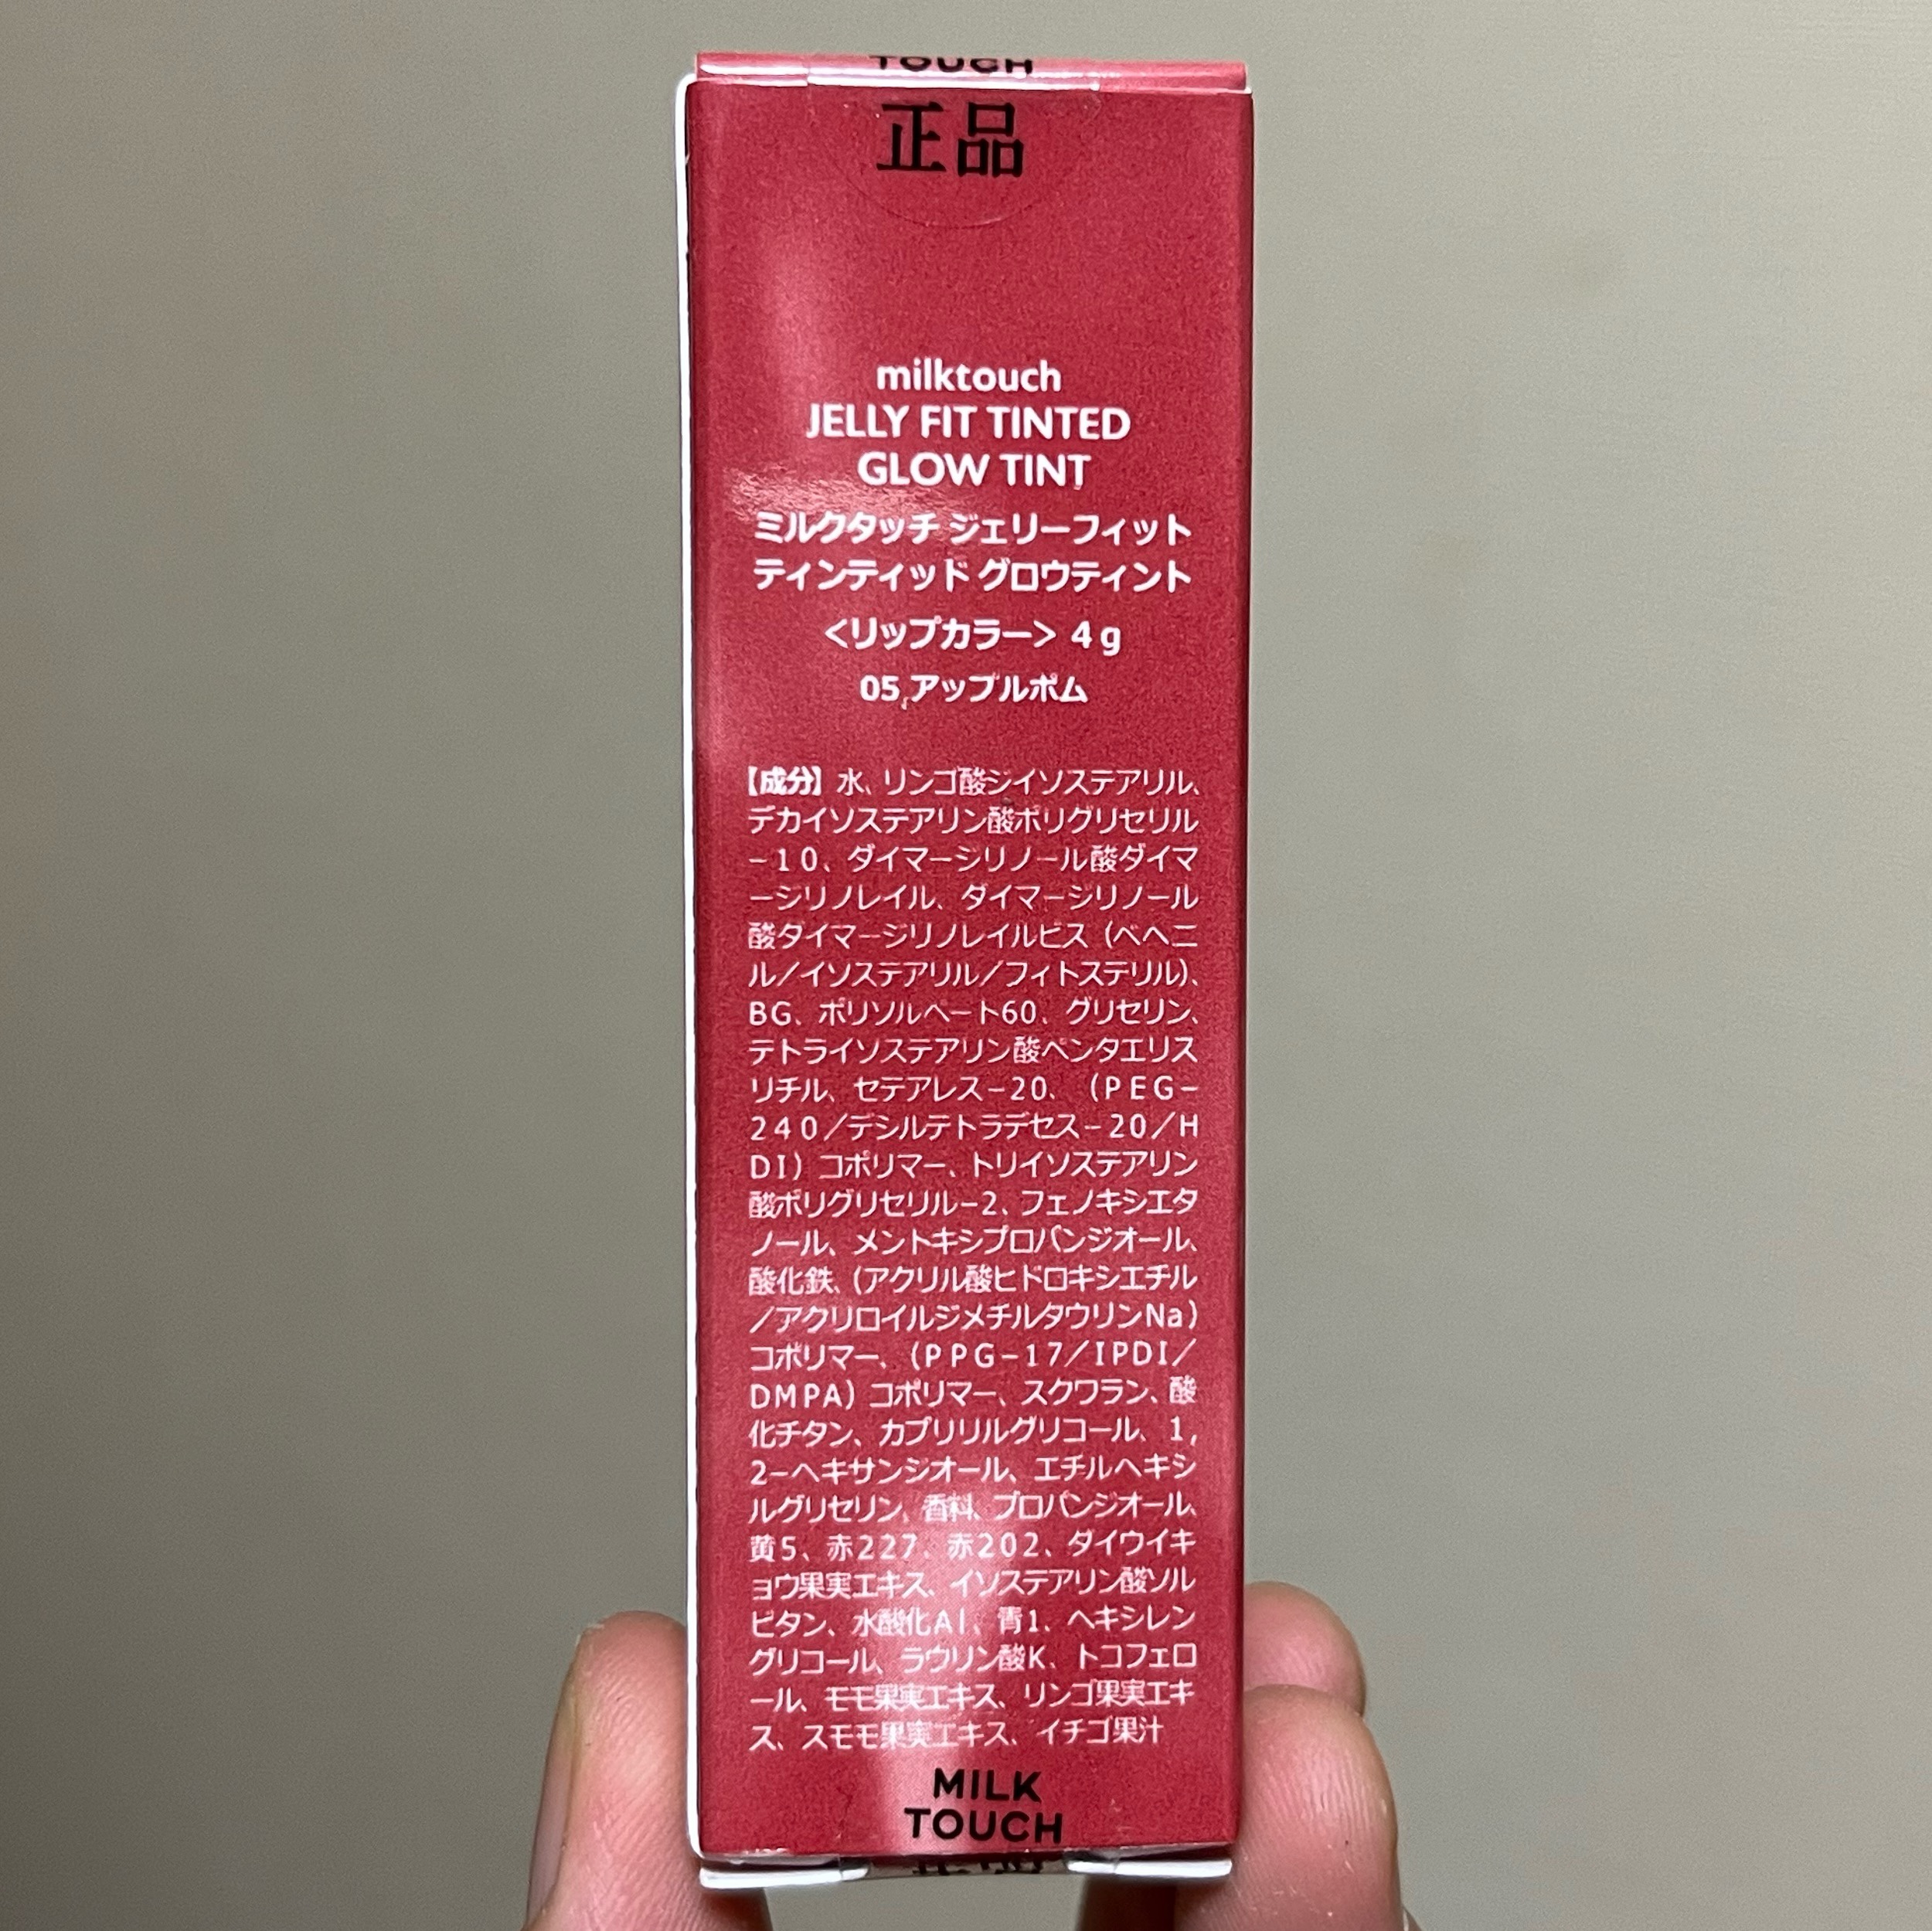 TOUCH
正品
milktouch
JELLY FIT TINTED
GLOW TINT
ミルクタッチ ジェリーフィット
ティンティッド グロウティント
＜リップカラー＞ 4g
05 アップルポム
【成分】水、リンゴ酸ジイソステアリル、
デカイソステアリン酸ポリグリセリル
－10、ダイマージリノール酸ダイマ
ージリノレイル、ダイマージリノール
酸ダイマージリノレイルビス（ベヘニ
ル／イソステアリル／フィトステリル）、
BG、ポリソルベート60、グリセリン、
テトライソステアリン酸ペンタエリス
リチル、セテアレス－20、（PEG－
240／デシルテトラデセス－20／H
DI）コポリマー、トリイソステアリン
酸ポリグリセリル－2、フェノキシエタ
ノール、メントキシプロパンジオール、
酸化鉄、（アクリル酸ヒドロキシエチル
／アクリロイルジメチルタウリンNa）
コポリマー、（PPG－17／IPDI／
DMPA）コポリマー、スクワラン、酸
化チタン、カプリリルグリコール、1,
2－ヘキサンジオール、エチルヘキシ
ルグリセリン、香料、プロパンジオール、
黄5、赤227、赤202、ダイウイキ
ョウ果実エキス、イソステアリン酸ソル
ビタン、水酸化Al、青1、ヘキシレン
グリコール、ラウリン酸K、トコフェロ
ール、モモ果実エキス、リンゴ果実エキ
ス、スモモ果実エキス、イチゴ果汁
MILK
TOUCH